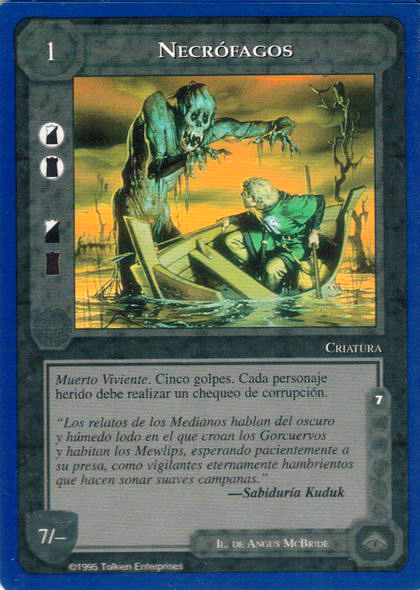 1
NECRÓFAGOS
CRIATURA
Muerto Viviente. Cinco golpes. Cada personaje
herido debe realizar un chequeo de corrupción.
7
“Los relatos de los Medianos hablan del oscuro
y húmedo lodo en el que croan los Gorcuervos
y habitan los Mewlips, esperando pacientemente a
su presa, como vigilantes eternamente hambrientos
que hacen sonar suaves campanas.”
—Sabiduría Kuduk
7/–
IL. DE ANGUS MCBRIDE
©1995 Tolkien Enterprises